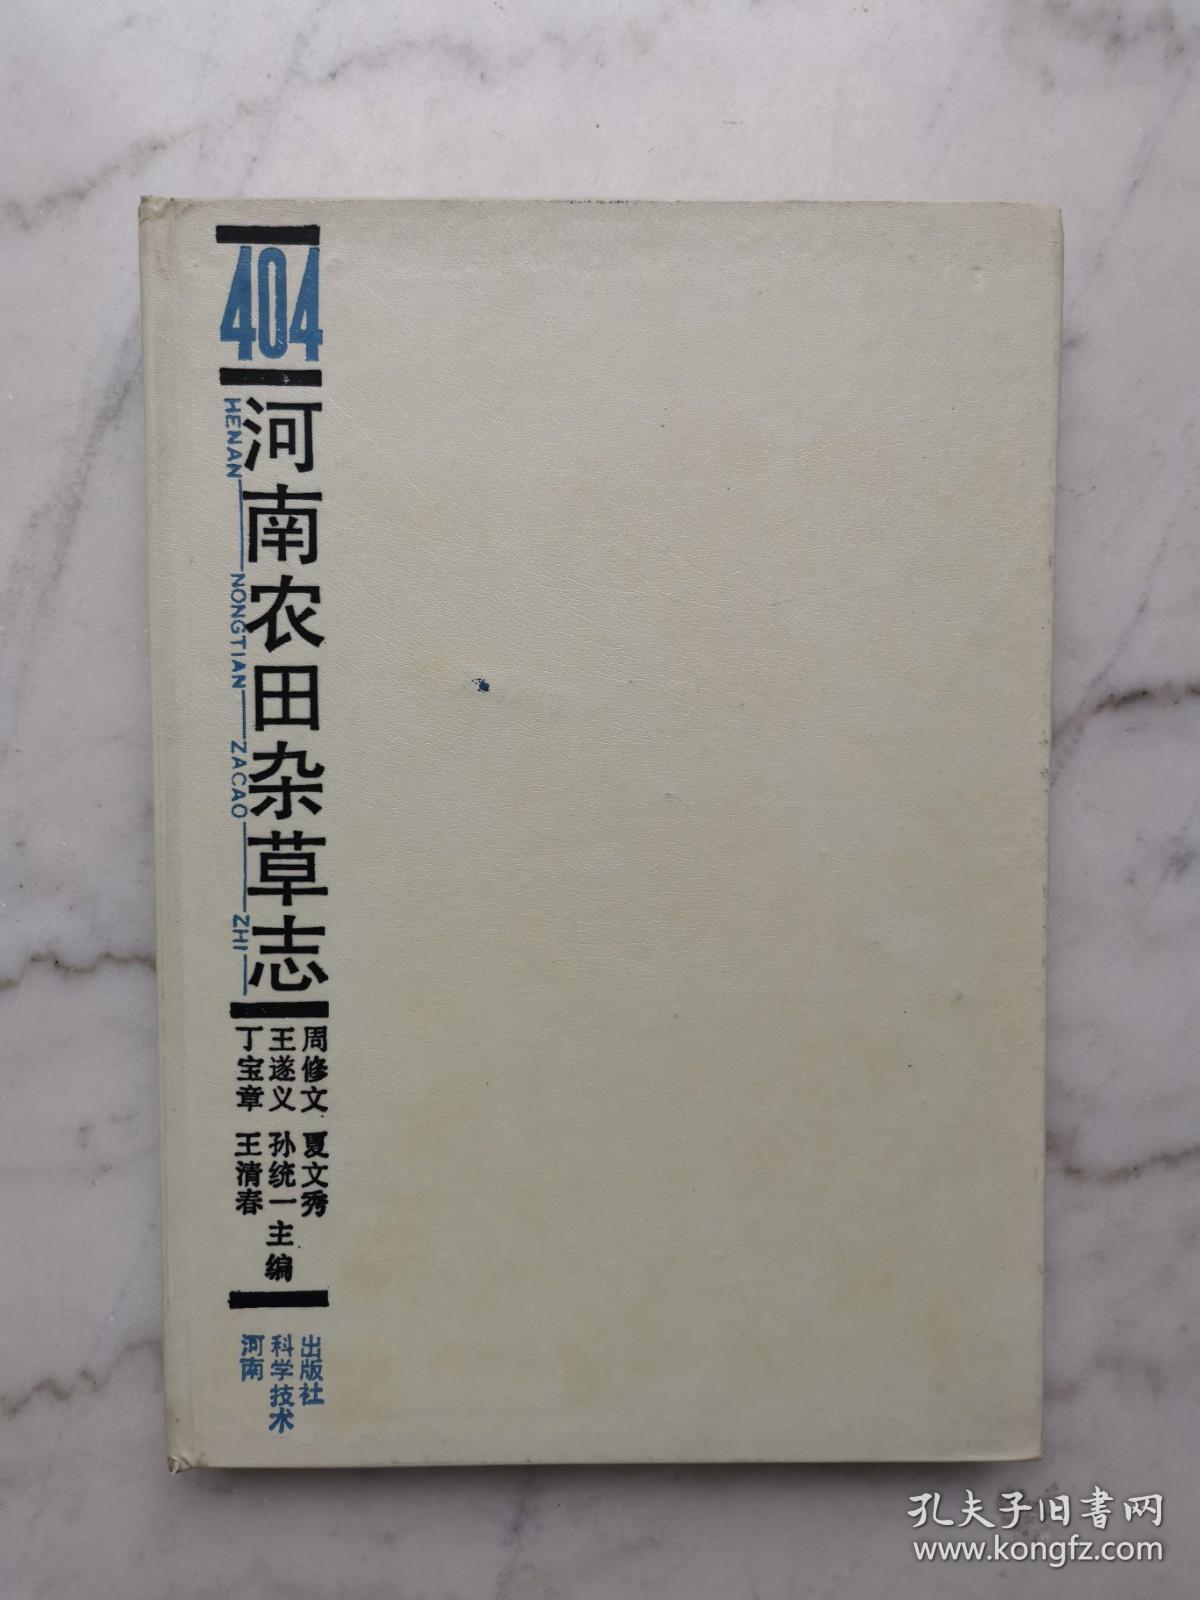 404
河南农田杂草志
HENAN NONGTIAN ZACAO ZHI
丁宝章 王清春
王遂义 孙统一 主编
周修文 夏文秀
河南
科学技术
出版社
孔夫子旧书网
www.kongfz.com